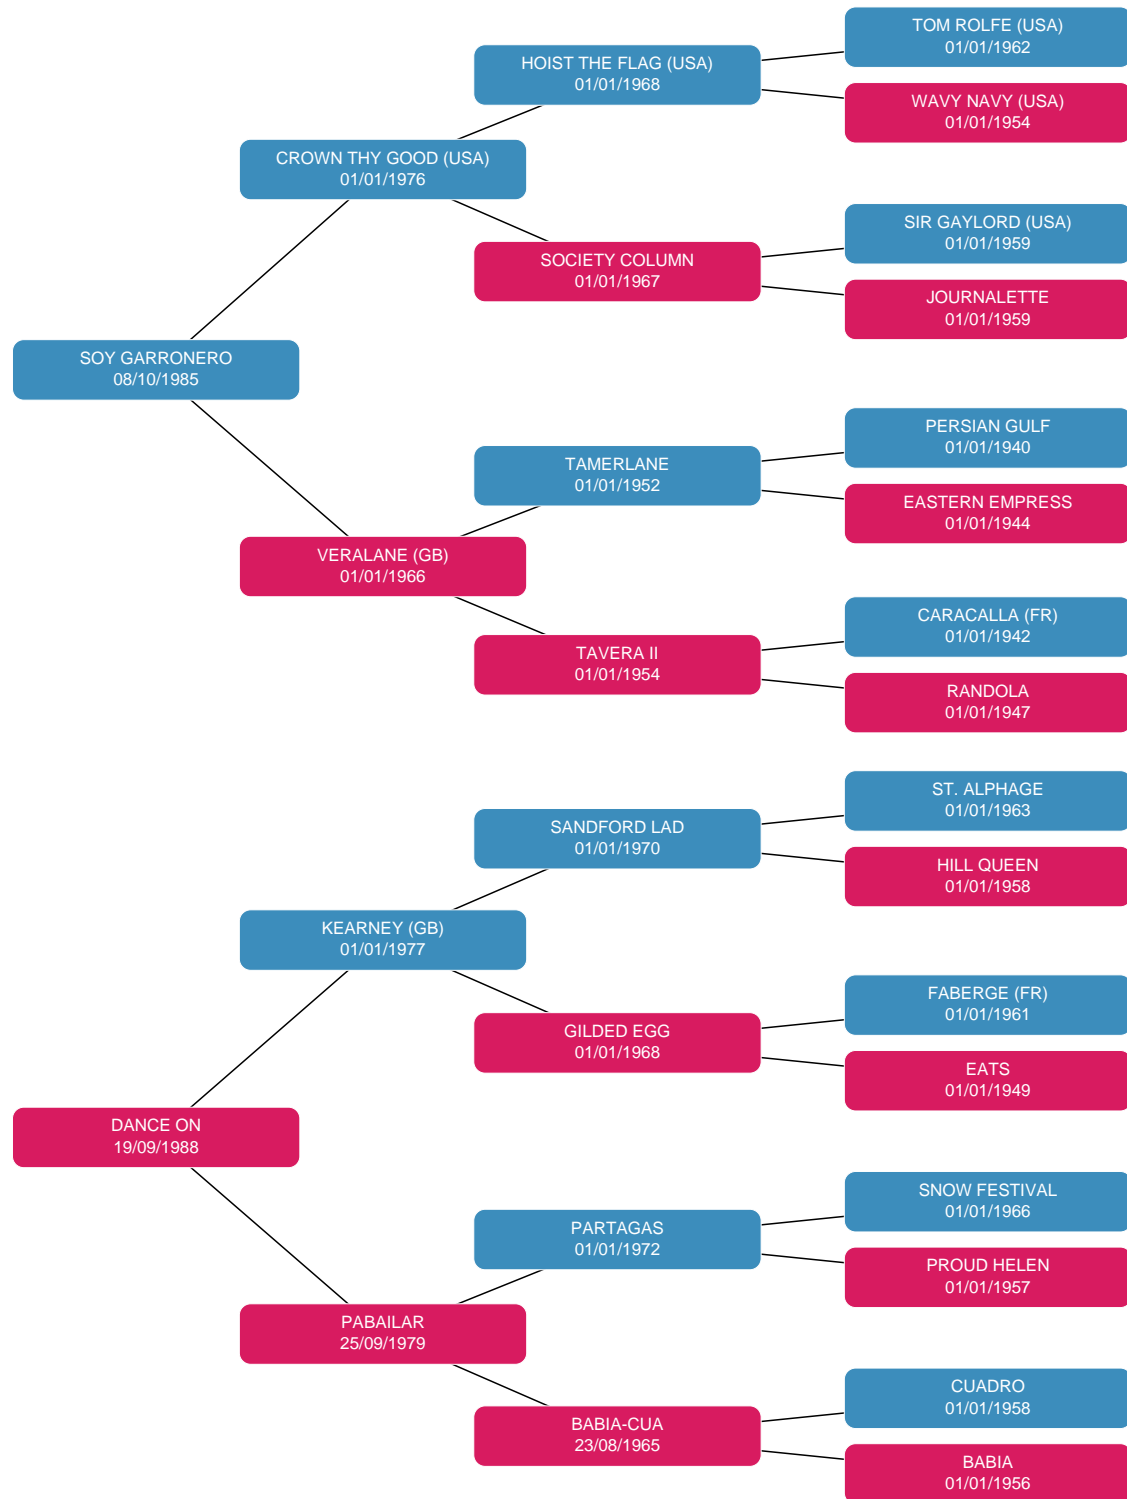 TOM ROLFE (USA)
01/01/1962
HOIST THE FLAG (USA)
01/01/1968
WAVY NAVY (USA)
01/01/1954
CROWN THY GOOD (USA)
01/01/1976
SIR GAYLORD (USA)
01/01/1959
SOCIETY COLUMN
01/01/1967
JOURNALETTE
01/01/1959
SOY GARRONERO
08/10/1985
PERSIAN GULF
01/01/1940
TAMERLANE
01/01/1952
EASTERN EMPRESS
01/01/1944
VERALANE (GB)
01/01/1966
CARACALLA (FR)
01/01/1942
TAVERA II
01/01/1954
RANDOLA
01/01/1947
ST. ALPHAGE
01/01/1963
SANDFORD LAD
01/01/1970
HILL QUEEN
01/01/1958
KEARNEY (GB)
01/01/1977
FABERGE (FR)
01/01/1961
GILDED EGG
01/01/1968
EATS
01/01/1949
DANCE ON
19/09/1988
SNOW FESTIVAL
01/01/1966
PARTAGAS
01/01/1972
PROUD HELEN
01/01/1957
PABAILAR
25/09/1979
CUADRO
01/01/1958
BABIA-CUA
23/08/1965
BABIA
01/01/1956